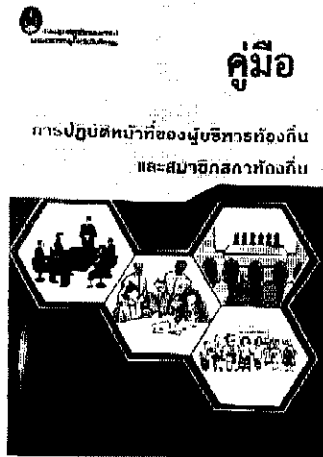 คู่มือ
การปฏิบัติหน้าที่ของผู้บริหารท้องถิ่น
และสมาชิกสภาท้องถิ่น